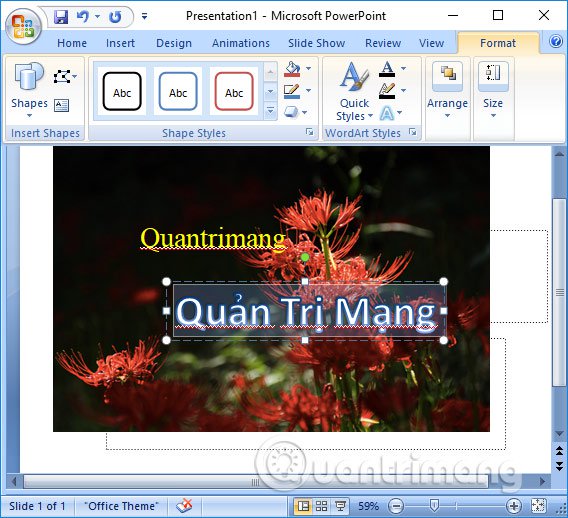 Presentation1 - Microsoft PowerPoint
Home Insert Design Animations Slide Show Review View Format
Abc Abc Abc
Shapes Quick Styles Arrange Size
Insert Shapes Shape Styles WordArt Styles
Quantrimang
Quản Trị Mạng
Quantrimang
Slide 1 of 1 "Office Theme" 59%